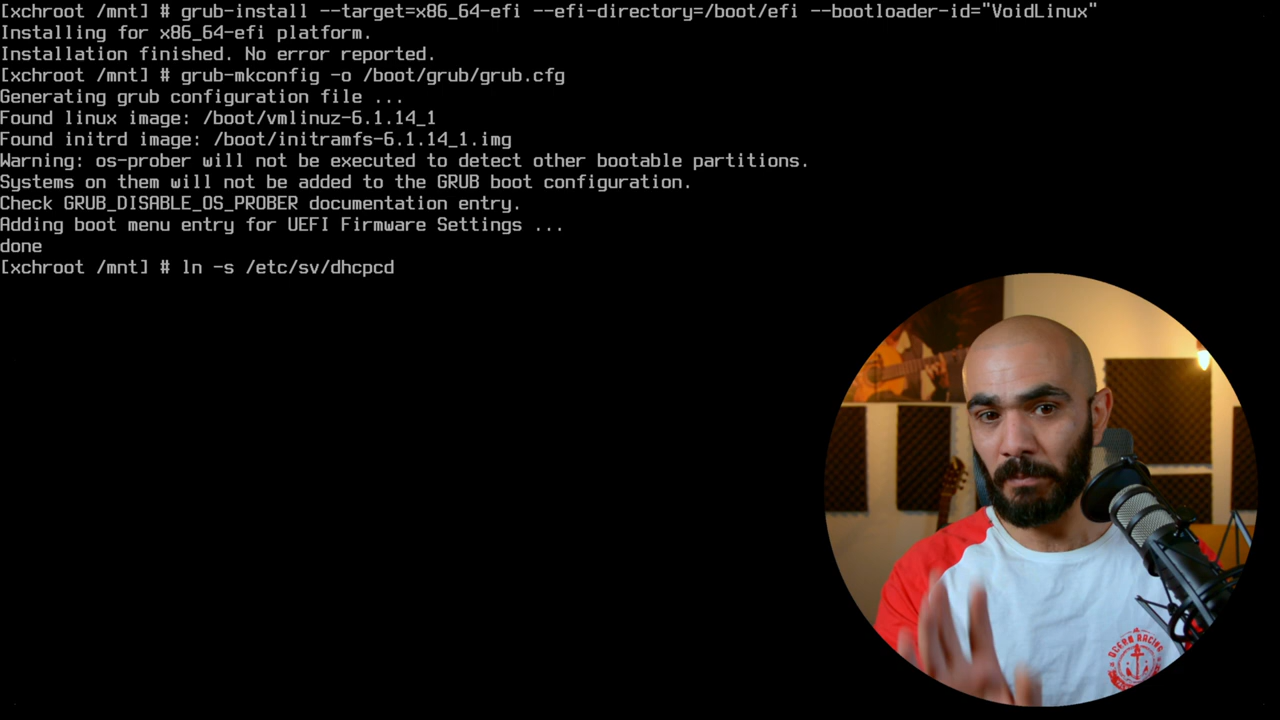 [xchroot /mnt] # grub-install --target=x86_64-efi --efi-directory=/boot/efi --bootloader-id="VoidLinux"
Installing for x86_64-efi platform.
Installation finished. No error reported.
[xchroot /mnt] # grub-mkconfig -o /boot/grub/grub.cfg
Generating grub configuration file ...
Found linux image: /boot/vmlinuz-6.1.14_1
Found initrd image: /boot/initramfs-6.1.14_1.img
Warning: os-prober will not be executed to detect other bootable partitions.
Systems on them will not be added to the GRUB boot configuration.
Check GRUB_DISABLE_OS_PROBER documentation entry.
Adding boot menu entry for UEFI Firmware Settings ...
done
[xchroot /mnt] # ln -s /etc/sv/dhcpcd
OCEAN RACING